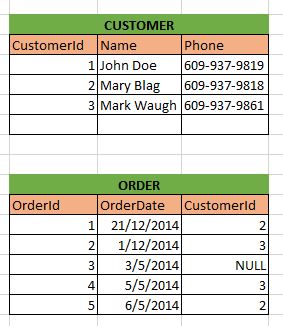 CUSTOMER
CustomerId Name Phone
1 John Doe 609-937-9819
2 Mary Blag 609-937-9818
3 Mark Waugh 609-937-9861
ORDER
OrderId OrderDate CustomerId
1 21/12/2014 2
2 1/12/2014 3
3 3/5/2014 NULL
4 5/5/2014 3
5 6/5/2014 2